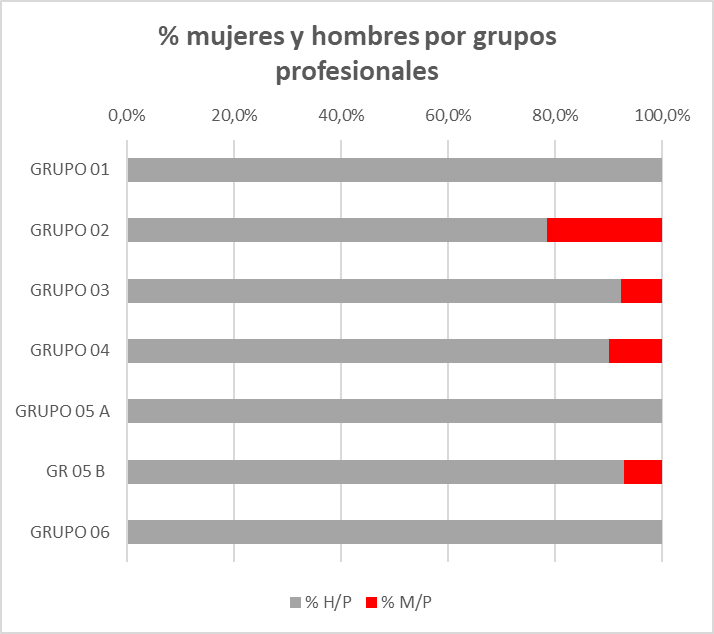 % mujeres y hombres por grupos
profesionales
0,0% 20,0% 40,0% 60,0% 80,0% 100,0%
GRUPO 01
GRUPO 02
GRUPO 03
GRUPO 04
GRUPO 05 A
GR 05 B
GRUPO 06
% H/P % M/P